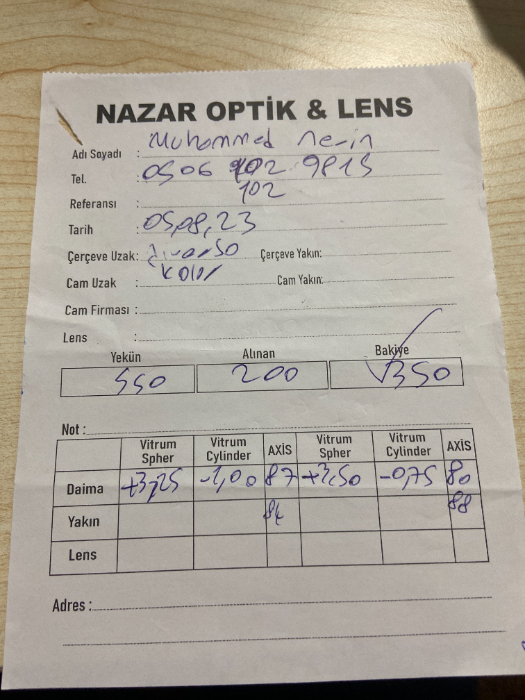 NAZAR OPTİK & LENS
Adı Soyadı : Muhammed Nerin
Tel. : 0506 902 9813
102
Referansı :
Tarih : 05,08,23
Çerçeve Uzak: Çerçeve Yakın:
Cam Uzak Kolor Cam Yakın:
Cam Firması :
Lens :
Yekün Alınan Bakiye
550 200 350
Not :
Vitrum Spher Vitrum Cylinder AXİS Vitrum Spher Vitrum Cylinder AXİS
Daima +3,25 -1,00 87 +3,50 -0,75 80
Yakın 84 88
Lens
Adres :